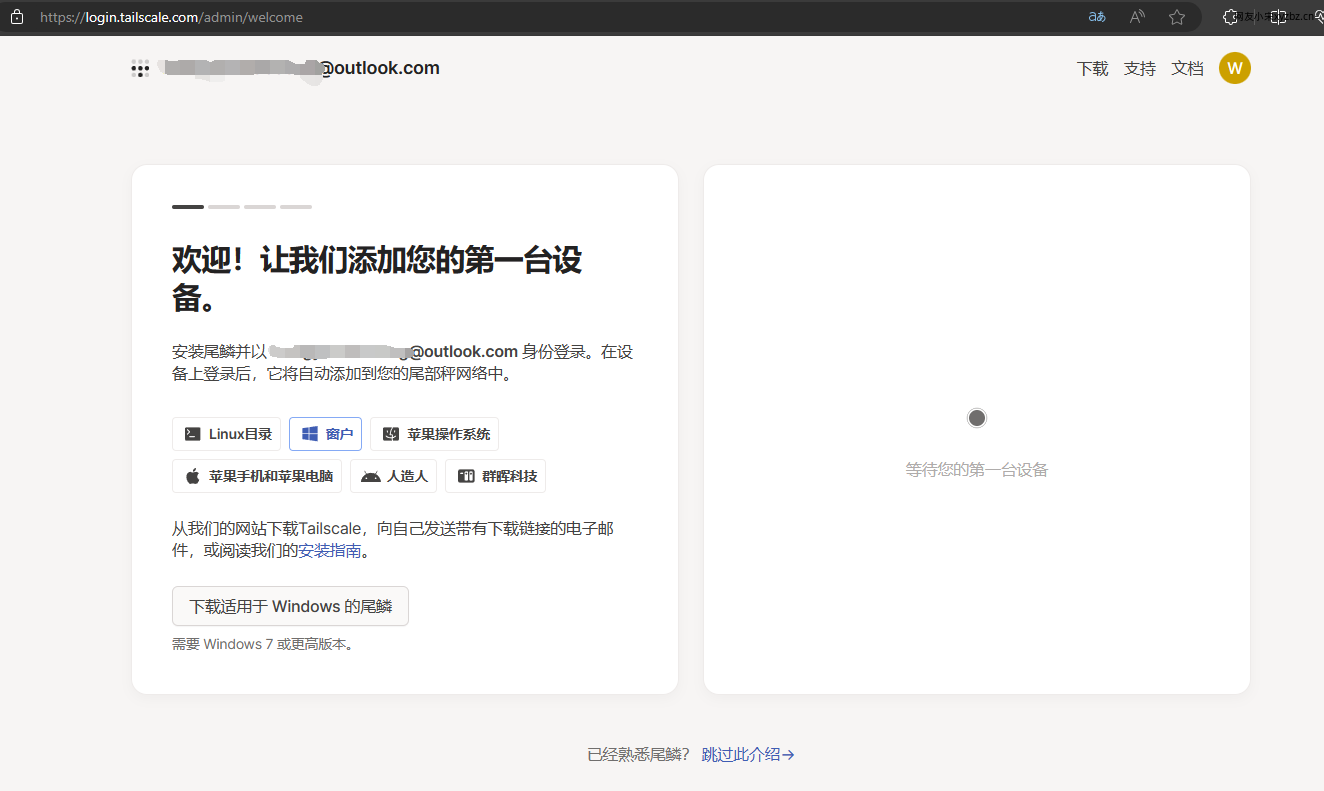 https://login.tailscale.com/admin/welcome
@outlook.com
下载 支持 文档 W
欢迎！让我们添加您的第一台设
备。
安装尾鳞并以 @outlook.com 身份登录。在设
备上登录后，它将自动添加到您的尾部秤网络中。
Linux目录 窗户 苹果操作系统
苹果手机和苹果电脑 人造人 群晖科技
从我们的网站下载Tailscale，向自己发送带有下载链接的电子邮
件，或阅读我们的安装指南。
下载适用于 Windows 的尾鳞
需要 Windows 7 或更高版本。
等待您的第一台设备
已经熟悉尾鳞？ 跳过此介绍→